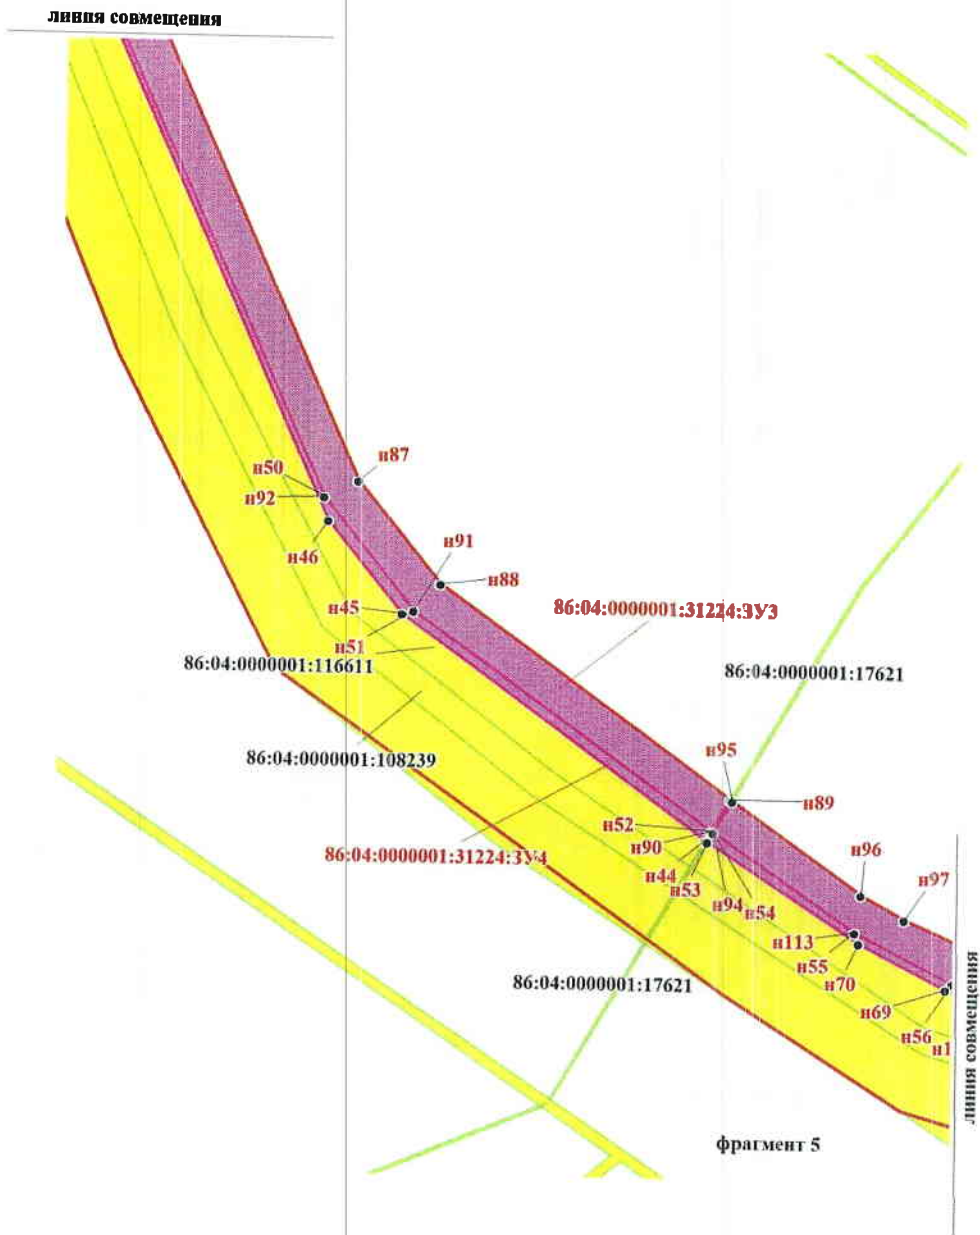 линия совмещения
н50
н87
н92
н46
н91
н88
н45
86:04:0000001:31224:ЗУ3
н51
86:04:0000001:116611
86:04:0000001:17621
н95
86:04:0000001:108239
н89
н52
н90
86:04:0000001:31224:ЗУ4
н44
н96
н53
н97
н94
н54
н113
н55
н70
86:04:0000001:17621
н69
н56
н1
линия совмещения
фрагмент 5